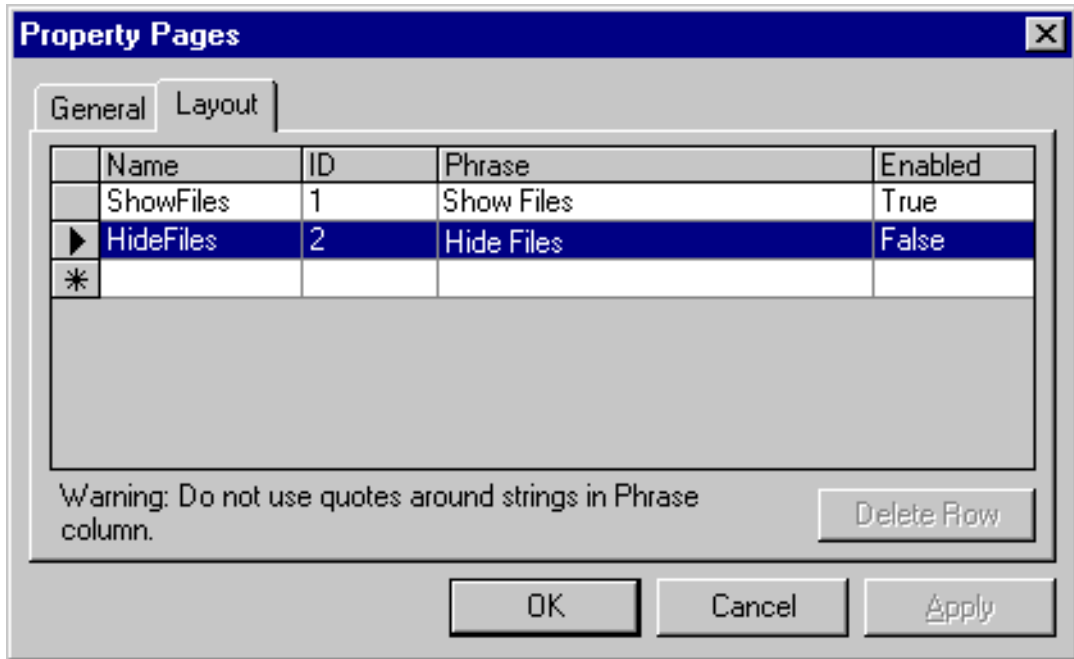 Property Pages
General Layout
Name ID Phrase Enabled
ShowFiles 1 Show Files True
HideFiles 2 Hide Files False
Warning: Do not use quotes around strings in Phrase
column.
Delete Row
OK Cancel Apply